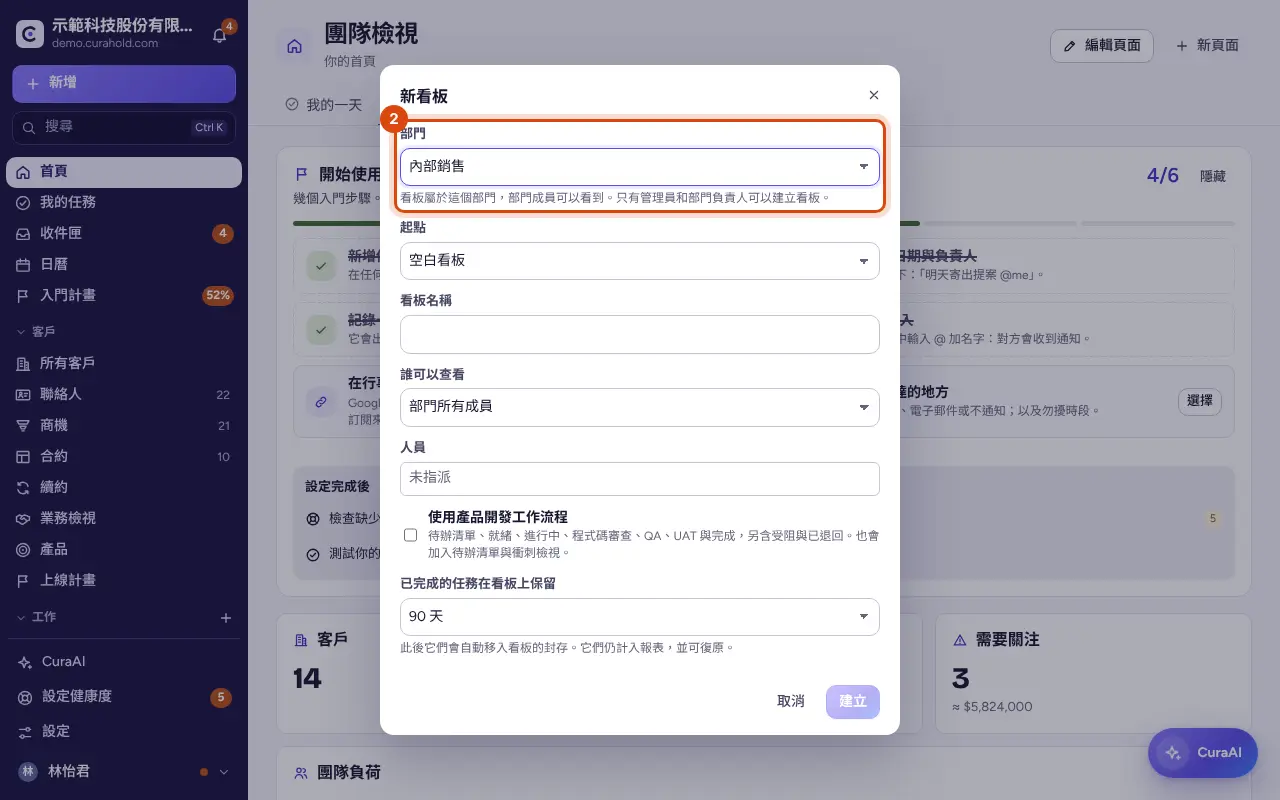 示範科技股份有限...
demo.curahold.com
4
新增
搜尋
Ctrl K
首頁
我的任務
收件匣
4
日曆
入門計畫
52%
客戶
所有客戶
聯絡人
22
商機
21
合約
10
續約
業務檢視
產品
上線計畫
工作
CuraAI
設定健康度
5
設定
林
林怡君
團隊檢視
你的首頁
編輯頁面
新頁面
我的一天
開始使用
幾個入門步驟。
4/6
隱藏
在任何
日期與負責人
下：「明天寄出提案 @me」。
記錄
它會出
入
中輸入 @ 加名字：對方會收到通知。
在行事
Google
訂閱來
達的地方
、電子郵件或不通知；以及勿擾時段。
選擇
設定完成後
檢查缺少
5
測試你的
客戶
14
需要關注
3
≈ $5,824,000
團隊負荷
CuraAI
新看板
2
部門
內部銷售
看板屬於這個部門，部門成員可以看到。只有管理員和部門負責人可以建立看板。
起點
空白看板
看板名稱
誰可以查看
部門所有成員
人員
未指派
使用產品開發工作流程
待辦清單、就緒、進行中、程式碼審查、QA、UAT 與完成，另含受阻與已退回。也會
加入待辦清單與衝刺檢視。
已完成的任務在看板上保留
90 天
此後它們會自動移入看板的封存。它們仍計入報表，並可復原。
取消
建立